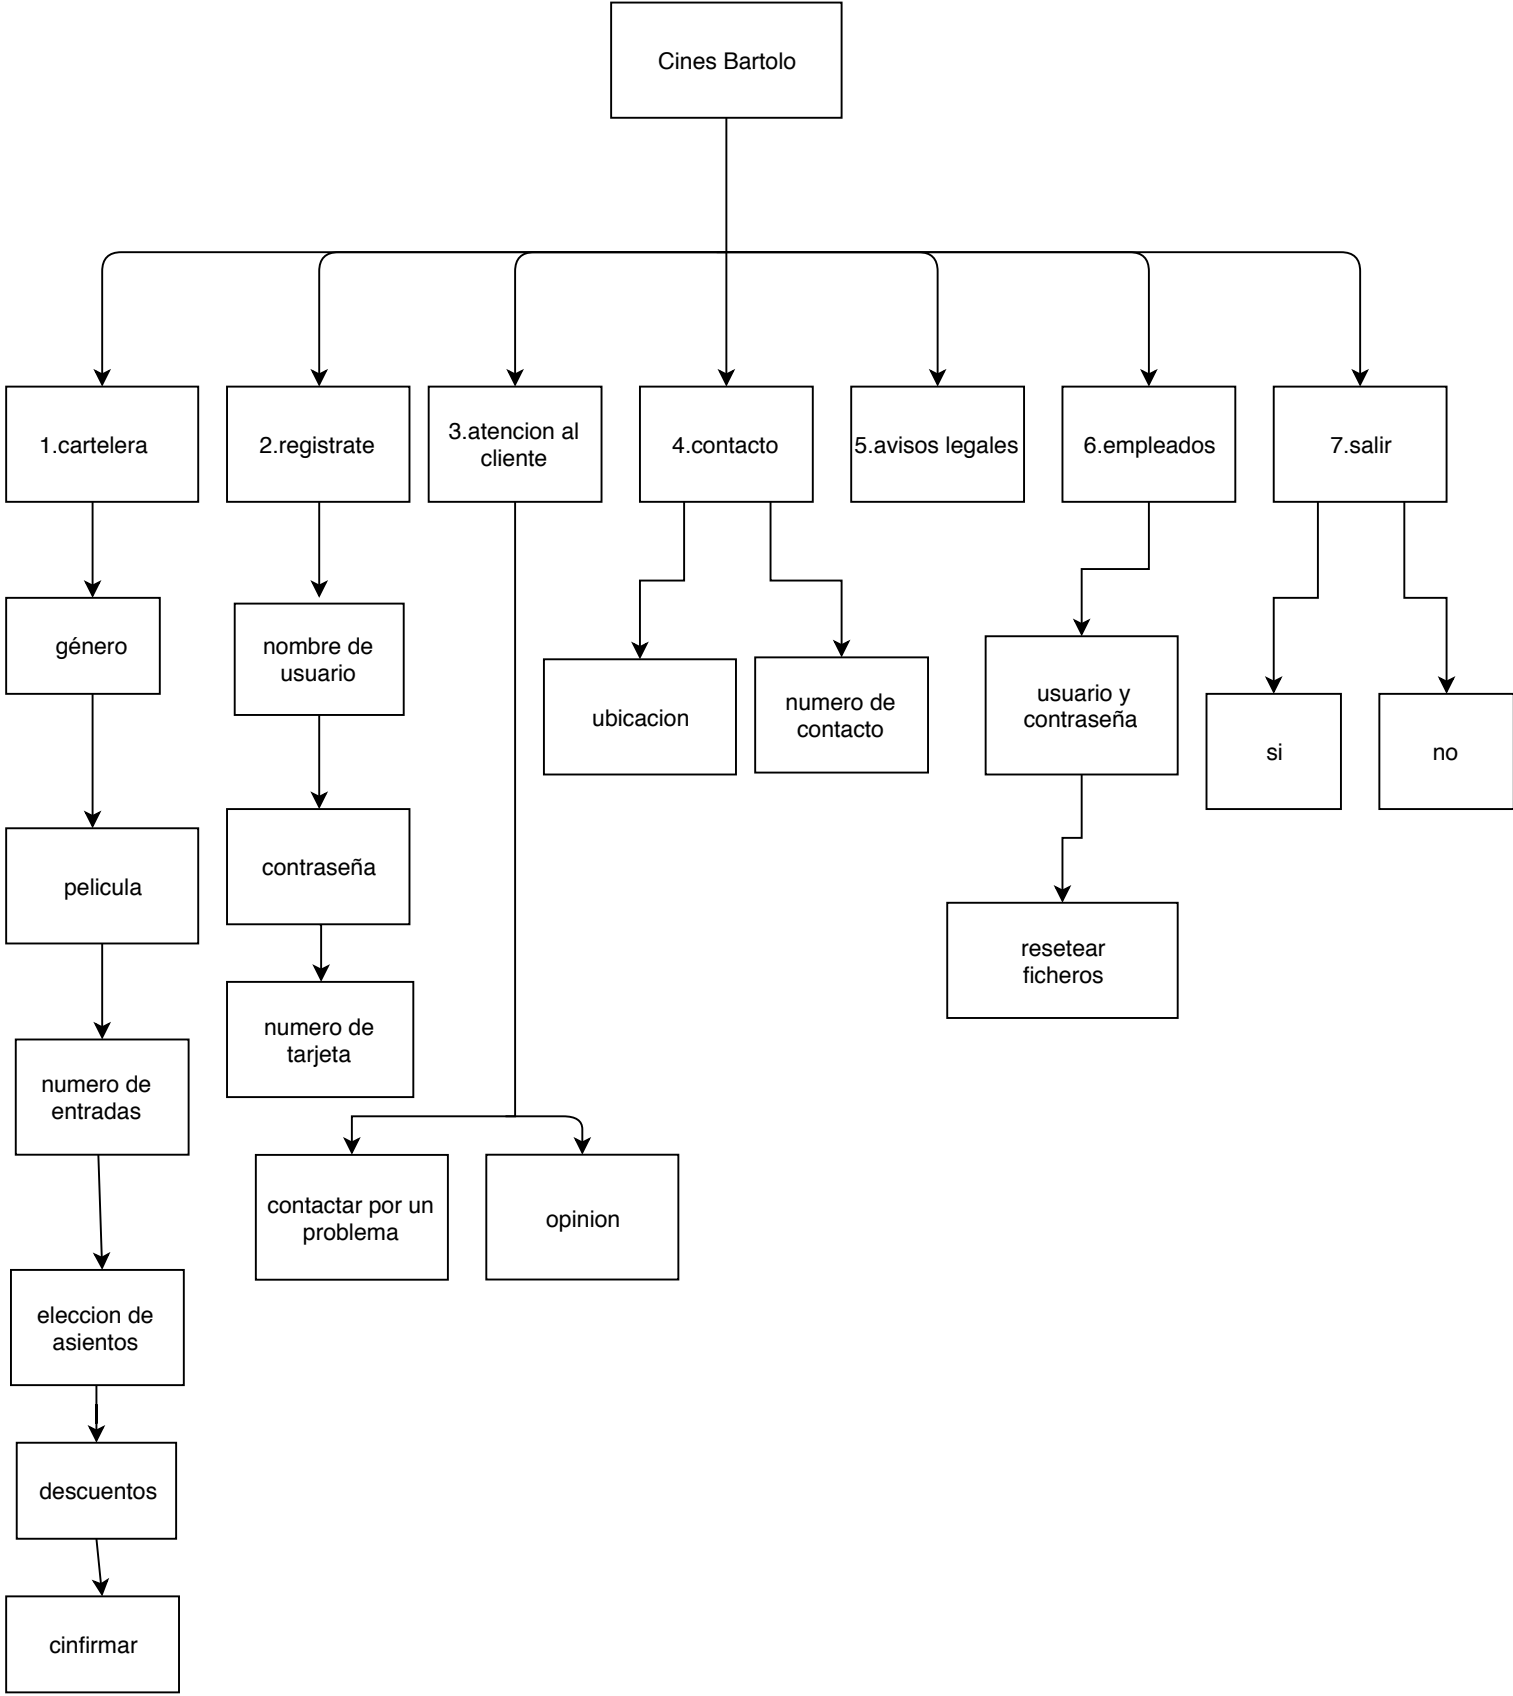 Cines Bartolo
1.cartelera
2.registrate
3.atencion al
cliente
4.contacto
5.avisos legales
6.empleados
7.salir
género
nombre de
usuario
ubicacion
numero de
contacto
usuario y
contraseña
si
no
pelicula
contraseña
resetear
ficheros
numero de
tarjeta
numero de
entradas
contactar por un
problema
opinion
eleccion de
asientos
descuentos
cinfirmar